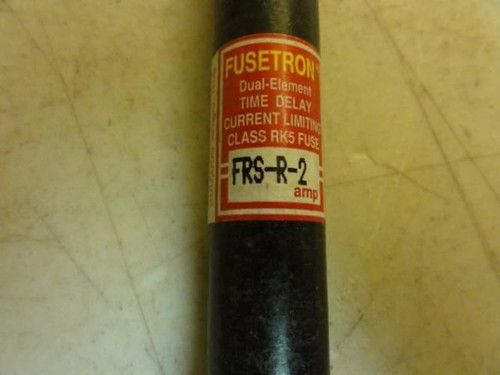 FUSETRON
Dual-Element
TIME DELAY
CURRENT LIMITING
CLASS RK5 FUSE
FRS-R-2
amp